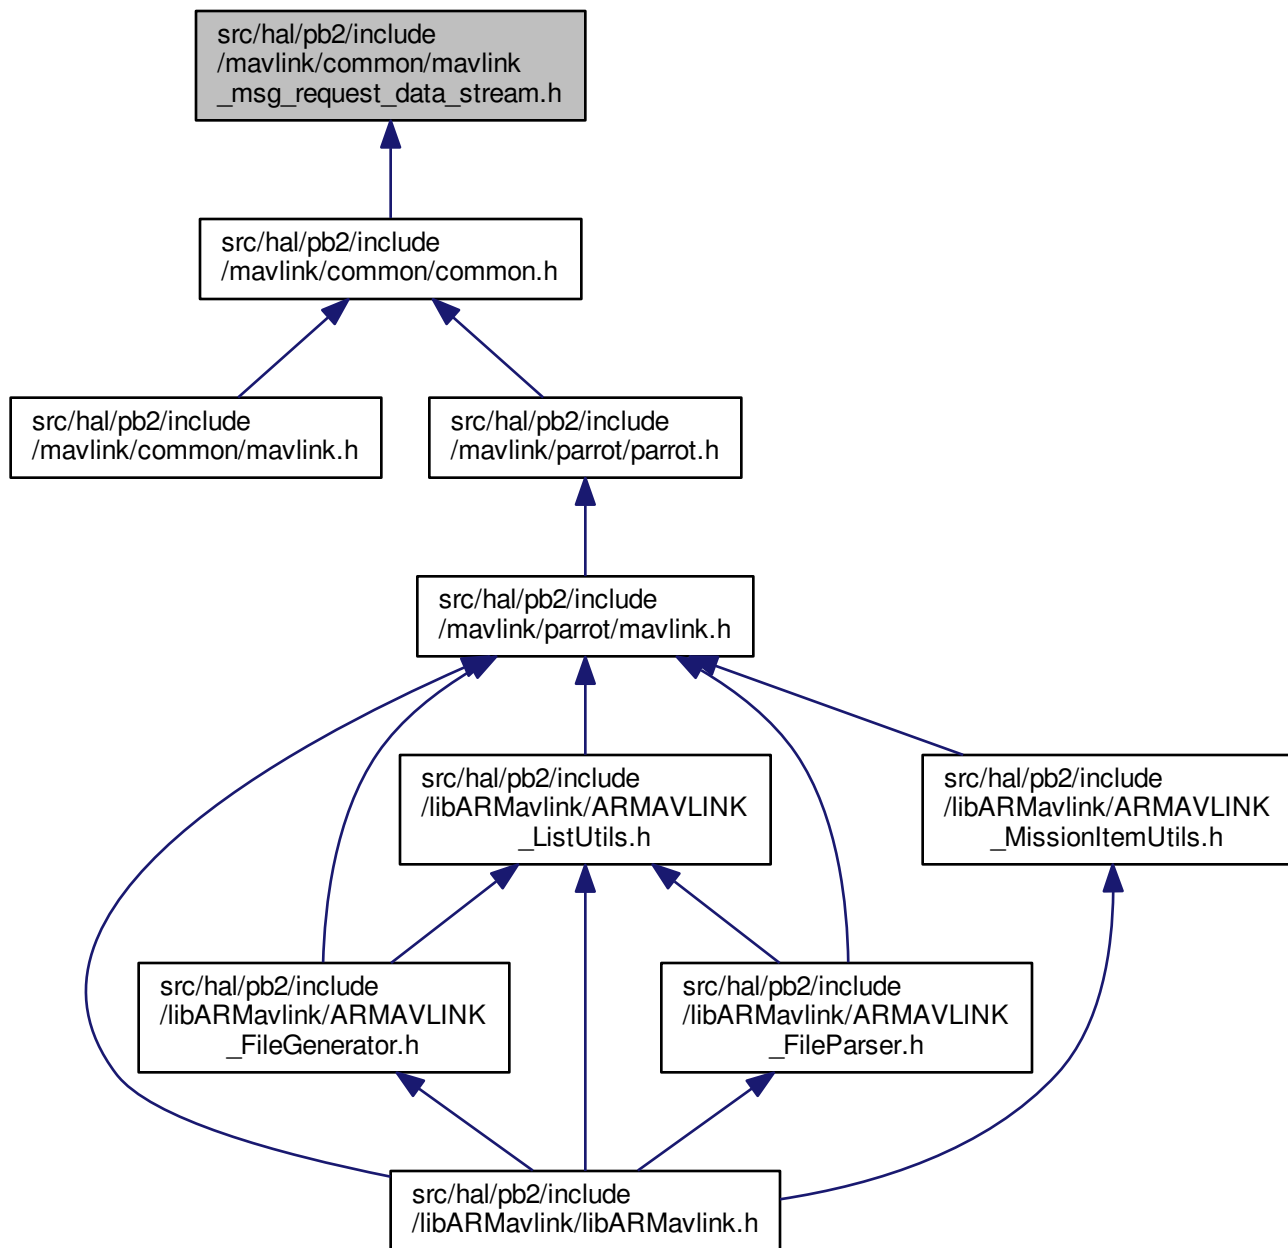 src/hal/pb2/include
/mavlink/common/mavlink
_msg_request_data_stream.h
src/hal/pb2/include
/mavlink/common/common.h
src/hal/pb2/include
/mavlink/common/mavlink.h
src/hal/pb2/include
/mavlink/parrot/parrot.h
src/hal/pb2/include
/mavlink/parrot/mavlink.h
src/hal/pb2/include
/libARMavlink/ARMAVLINK
_ListUtils.h
src/hal/pb2/include
/libARMavlink/ARMAVLINK
_MissionItemUtils.h
src/hal/pb2/include
/libARMavlink/ARMAVLINK
_FileGenerator.h
src/hal/pb2/include
/libARMavlink/ARMAVLINK
_FileParser.h
src/hal/pb2/include
/libARMavlink/libARMavlink.h